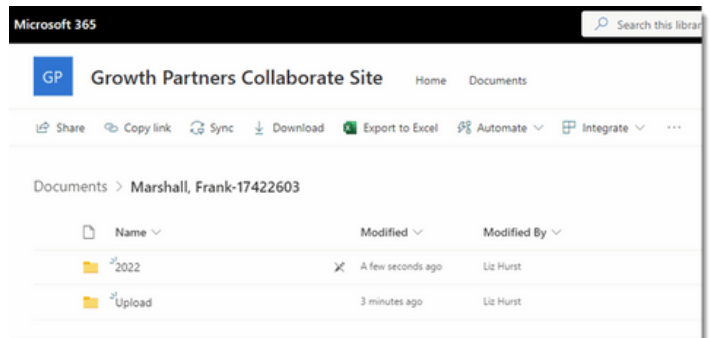 Microsoft 365
Search this librar
GP Growth Partners Collaborate Site Home Documents
Share Copy link Sync Download Export to Excel Automate Integrate ...
Documents > Marshall, Frank-17422603
Name Modified Modified By
2022 A few seconds ago Liz Hurst
Upload 3 minutes ago Liz Hurst